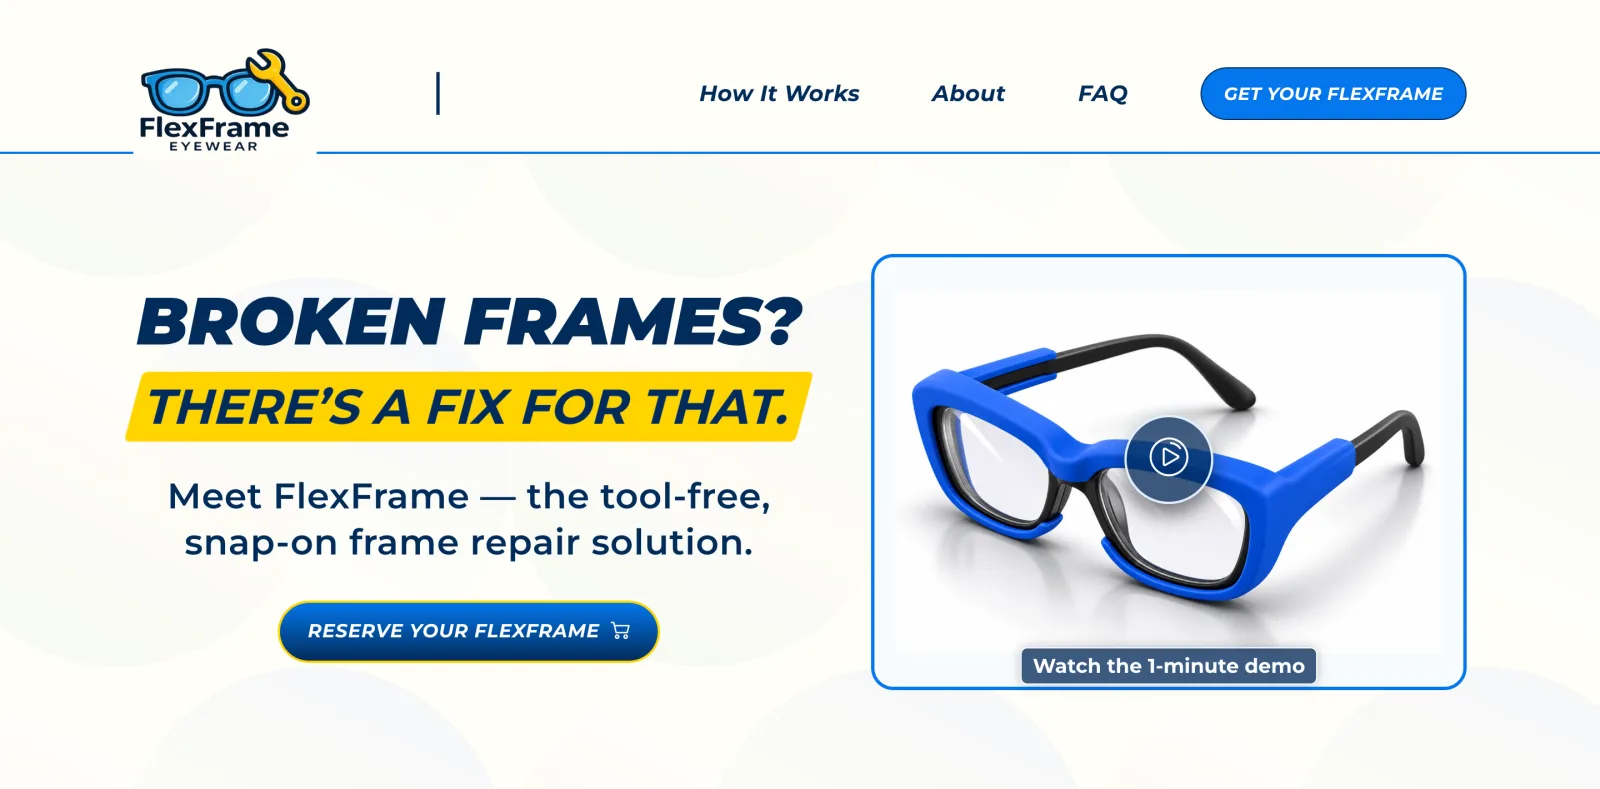 FlexFrame
EYEWEAR
How It Works
About
FAQ
GET YOUR FLEXFRAME
BROKEN FRAMES?
THERE’S A FIX FOR THAT.
Meet FlexFrame — the tool-free,
snap-on frame repair solution.
RESERVE YOUR FLEXFRAME
Watch the 1-minute demo